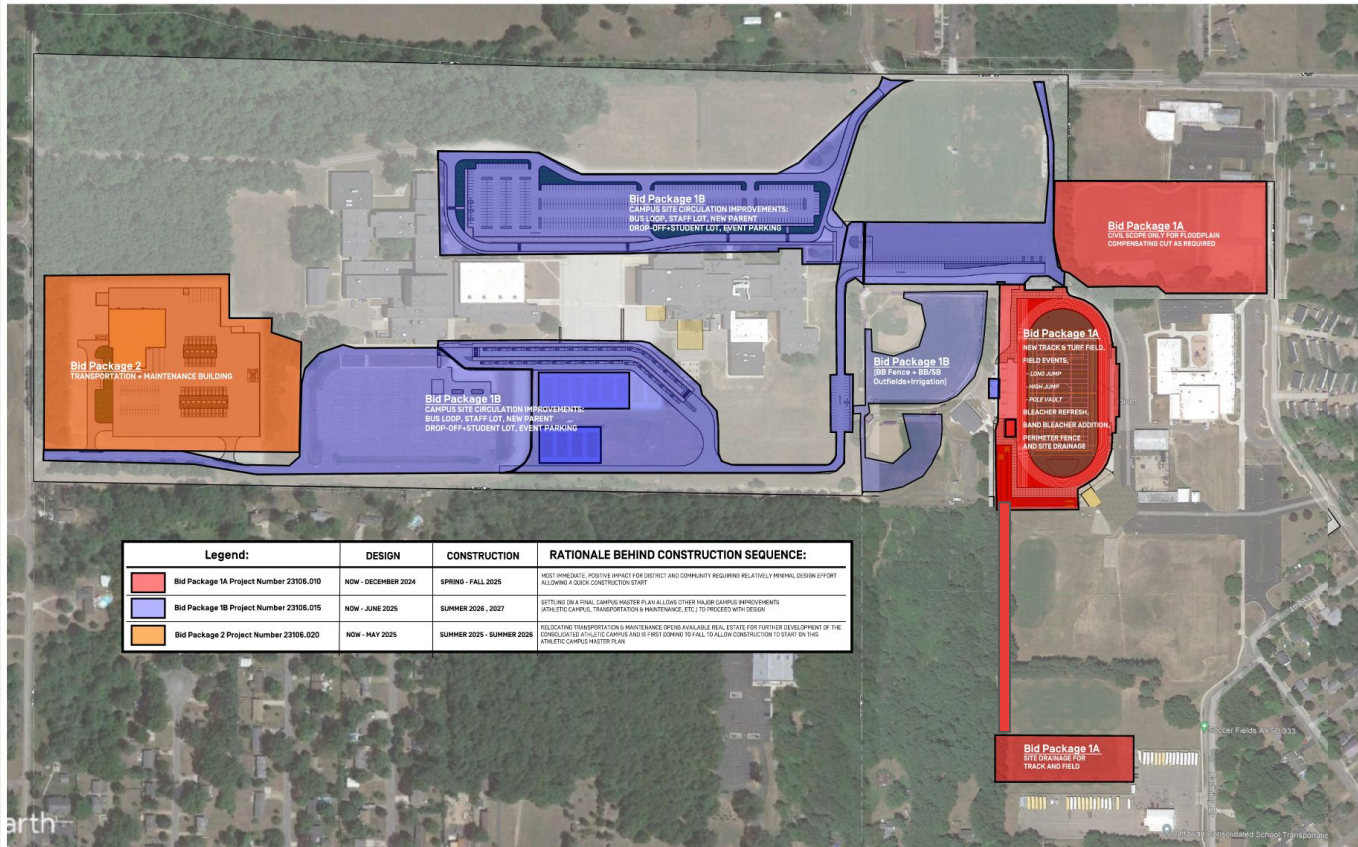 Bid Package 1B
CAMPUS SITE CIRCULATION IMPROVEMENTS:
BUS LOOP, STAFF LOT, NEW PARENT
DROP-OFF+STUDENT LOT, EVENT PARKING
Bid Package 1A
CIVIL SCOPE ONLY FOR FLOODPLAIN
COMPENSATING CUT AS REQUIRED
Bid Package 1A
NEW TRACK & TURF FIELD,
FIELD EVENTS,
- LONG JUMP
- HIGH JUMP
- POLE VAULT
BLEACHER REFRESH,
BAND BLEACHER ADDITION,
PERIMETER FENCE
AND SITE DRAINAGE
Bid Package 2
TRANSPORTATION + MAINTENANCE BUILDING
Bid Package 1B
(BB Fence + BB/SB
Outfields+Irrigation)
Bid Package 1B
CAMPUS SITE CIRCULATION IMPROVEMENTS:
BUS LOOP, STAFF LOT, NEW PARENT
DROP-OFF+STUDENT LOT, EVENT PARKING
Legend: DESIGN CONSTRUCTION RATIONALE BEHIND CONSTRUCTION SEQUENCE:
Bid Package 1A Project Number 23106.010 NOW - DECEMBER 2024 SPRING - FALL 2025 MOST IMMEDIATE, POSITIVE IMPACT FOR DISTRICT AND COMMUNITY REQUIRING RELATIVELY MINIMAL DESIGN EFFORT
ALLOWING A QUICK CONSTRUCTION START
Bid Package 1B Project Number 23106.015 NOW - JUNE 2025 SUMMER 2026 , 2027 SETTLING ON A FINAL CAMPUS MASTER PLAN ALLOWS OTHER MAJOR CAMPUS IMPROVEMENTS
(ATHLETIC CAMPUS, TRANSPORTATION & MAINTENANCE, ETC.) TO PROCEED WITH DESIGN
Bid Package 2 Project Number 23106.020 NOW - MAY 2025 SUMMER 2025 - SUMMER 2026 RELOCATING TRANSPORTATION & MAINTENANCE OPENS AVAILABLE REAL ESTATE FOR FURTHER DEVELOPMENT OF THE
CONSOLIDATED ATHLETIC CAMPUS AND IS FIRST DOMINO TO FALL TO ALLOW CONSTRUCTION TO START ON THIS
ATHLETIC CAMPUS MASTER PLAN
Soccer Fields AYSO 933
Bid Package 1A
SITE DRAINAGE FOR
TRACK AND FIELD
arth
Mattawan Consolidated School Transportatio